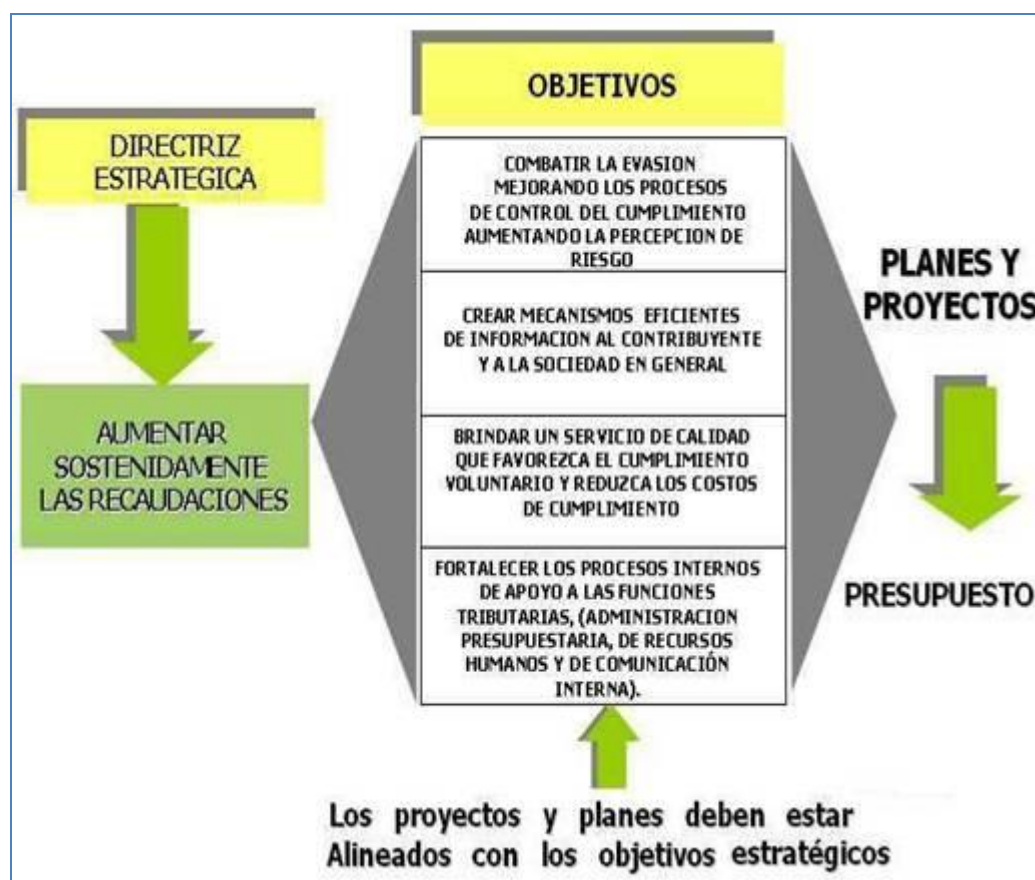 DIRECTRIZ
ESTRATEGICA
AUMENTAR
SOSTENIDAMENTE
LAS RECAUDACIONES
OBJETIVOS
COMBATIR LA EVASION
MEJORANDO LOS PROCESOS
DE CONTROL DEL CUMPLIMIENTO
AUMENTANDO LA PERCEPCION DE
RIESGO
CREAR MECANISMOS EFICIENTES
DE INFORMACION AL CONTRIBUYENTE
Y A LA SOCIEDAD EN GENERAL
BRINDAR UN SERVICIO DE CALIDAD
QUE FAVOREZCA EL CUMPLIMIENTO
VOLUNTARIO Y REDUZCA LOS COSTOS
DE CUMPLIMIENTO
FORTALECER LOS PROCESOS INTERNOS
DE APOYO A LAS FUNCIONES
TRIBUTARIAS, (ADMINISTRACION
PRESUPUESTARIA, DE RECURSOS
HUMANOS Y DE COMUNICACIÓN
INTERNA).
PLANES Y
PROYECTOS
PRESUPUESTO
Los proyectos y planes deben estar
Alineados con los objetivos estratégicos